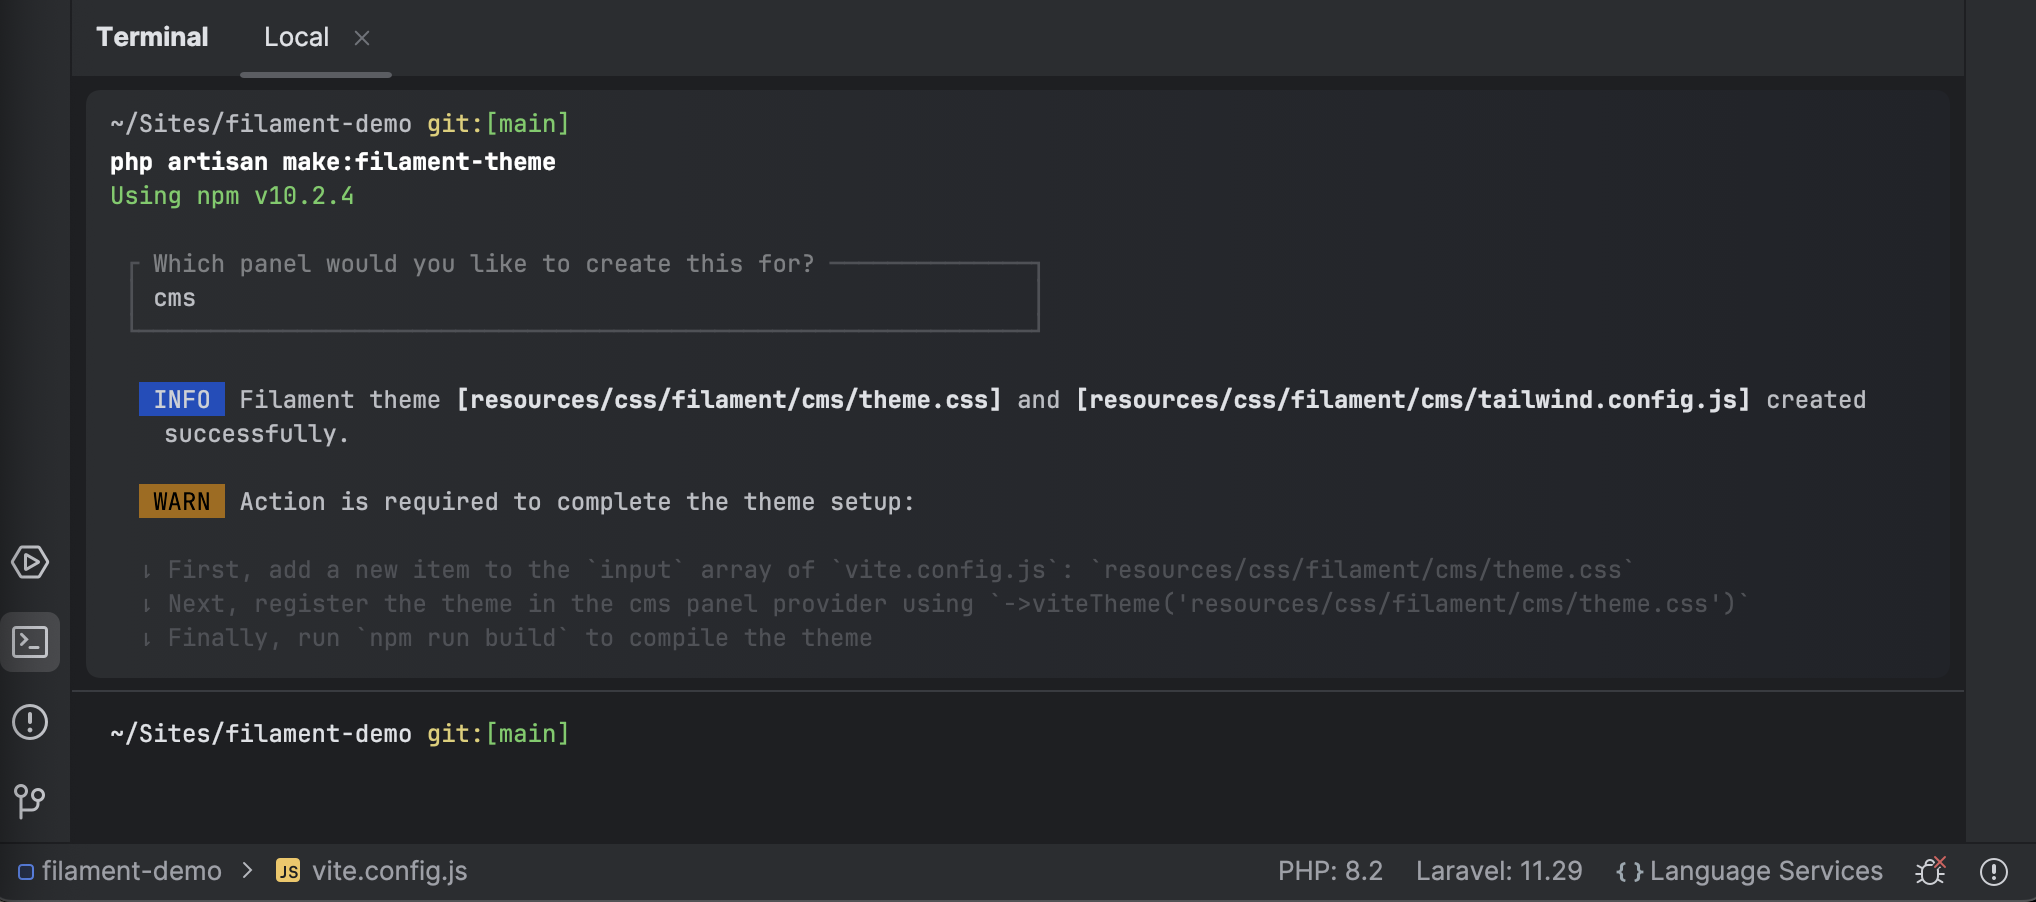 Terminal Local
~/Sites/filament-demo git:[main]
php artisan make:filament-theme
Using npm v10.2.4
Which panel would you like to create this for?
cms
INFO Filament theme [resources/css/filament/cms/theme.css] and [resources/css/filament/cms/tailwind.config.js] created
successfully.
WARN Action is required to complete the theme setup:
⇂ First, add a new item to the `input` array of `vite.config.js`: `resources/css/filament/cms/theme.css`
⇂ Next, register the theme in the cms panel provider using `->viteTheme('resources/css/filament/cms/theme.css')`
⇂ Finally, run `npm run build` to compile the theme
~/Sites/filament-demo git:[main]
filament-demo > JS vite.config.js PHP: 8.2 Laravel: 11.29 {} Language Services